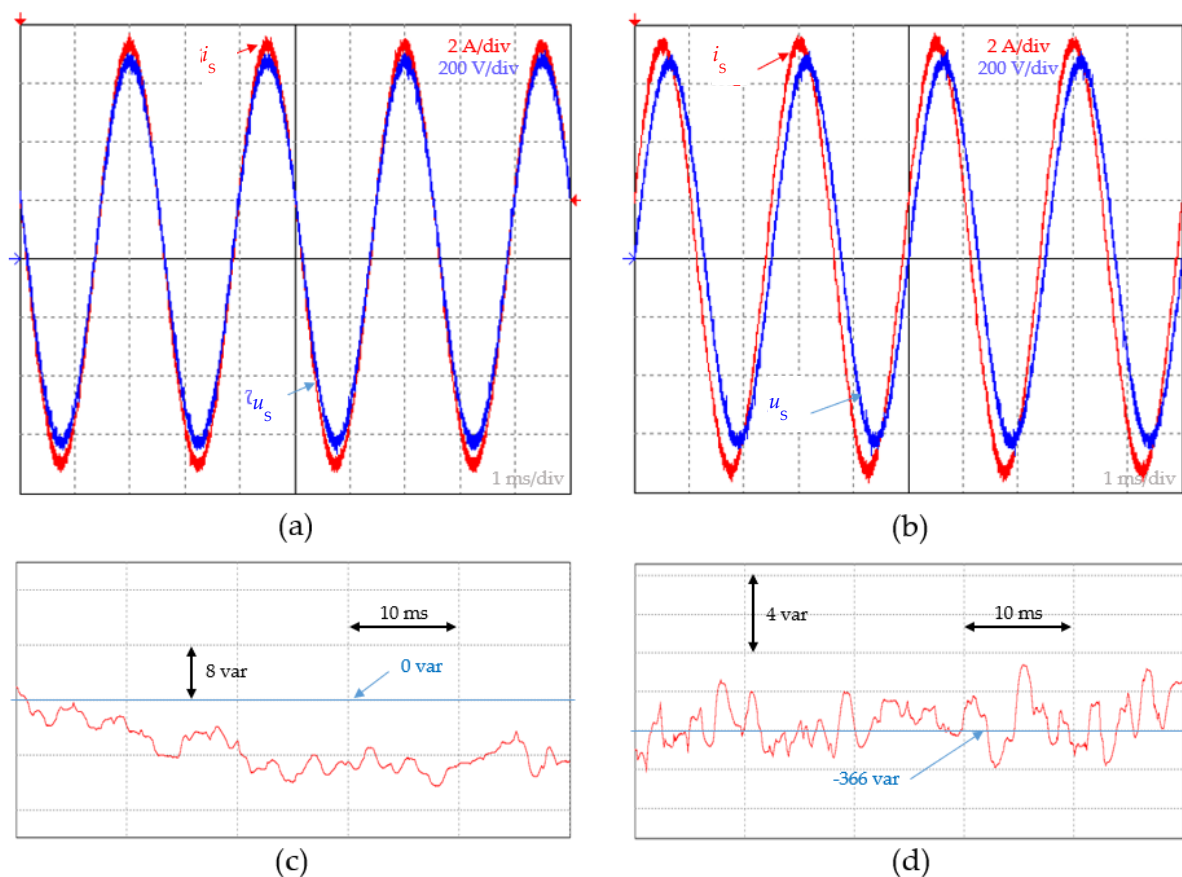 i_s
2 A/div
200 V/div
u_s
1 ms/div
(a)
i_s
2 A/div
200 V/div
u_s
1 ms/div
(b)
10 ms
8 var
0 var
(c)
4 var
10 ms
-366 var
(d)